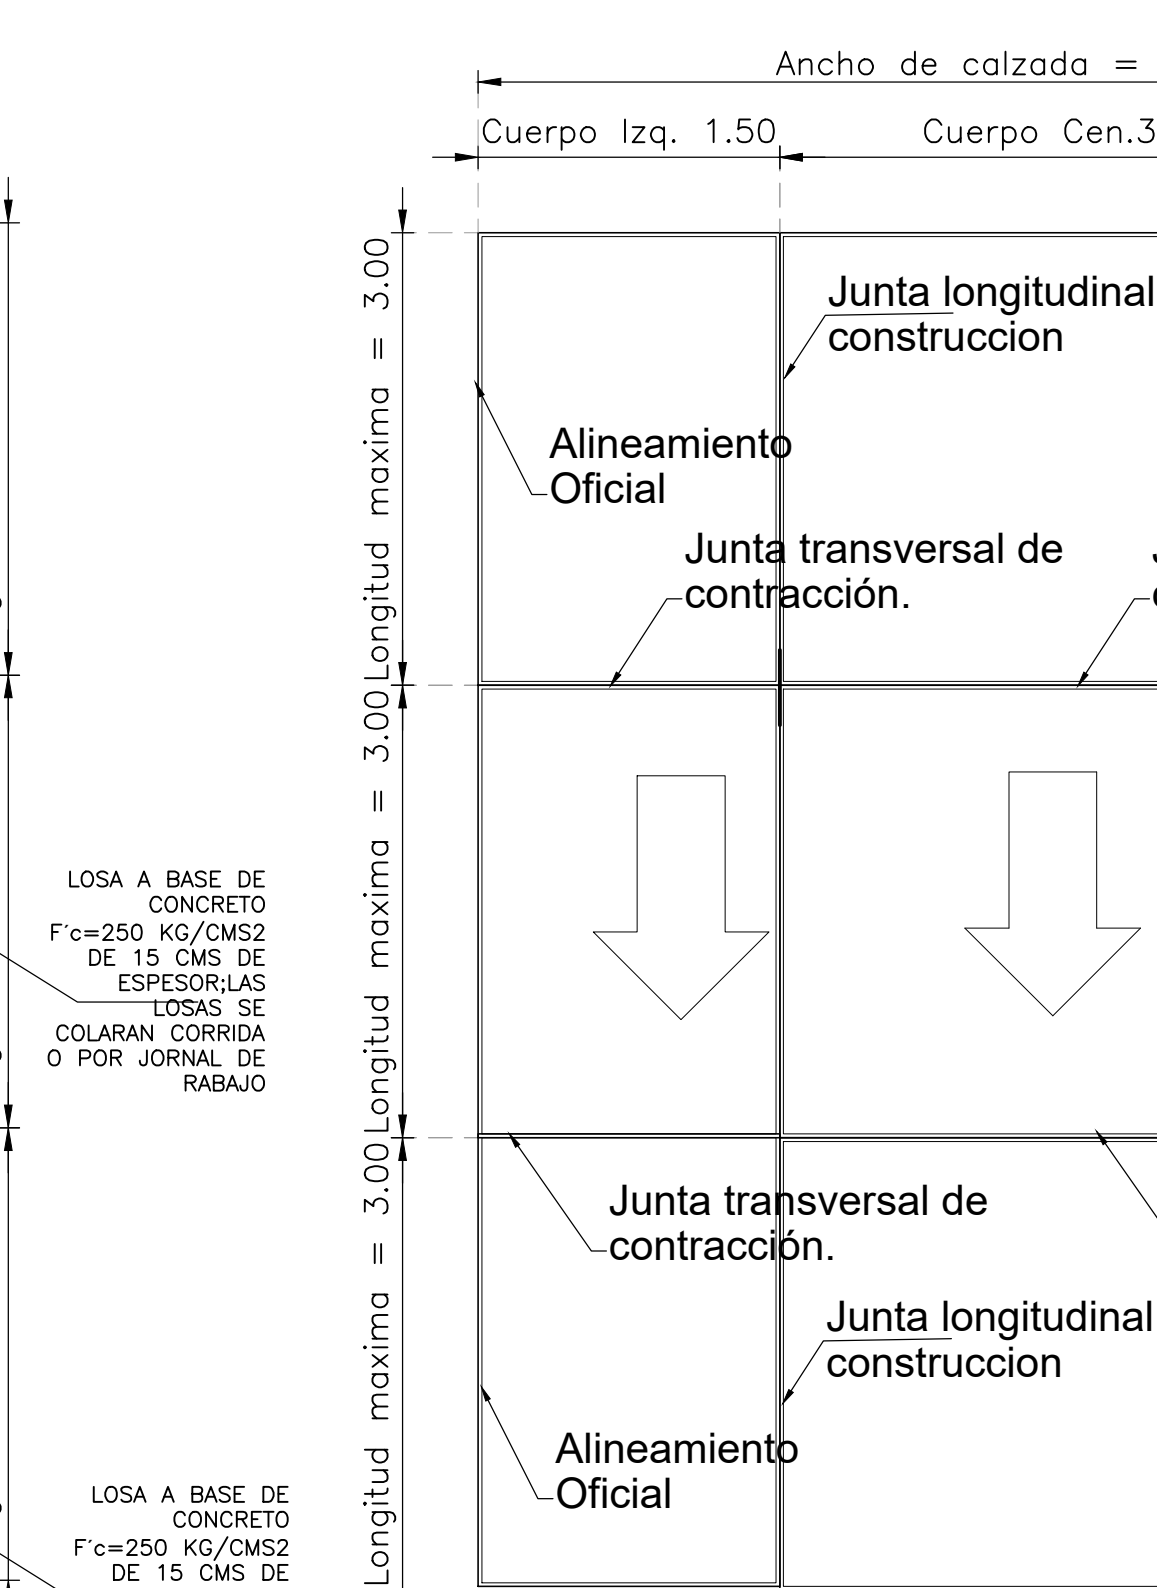 Ancho de calzada =
Cuerpo Izq. 1.50
Cuerpo Cen.3
Longitud maxima = 3.00
Junta longitudinal
construccion
Alineamiento
Oficial
Junta transversal de
contracción.
Longitud maxima = 3.00
LOSA A BASE DE
CONCRETO
F´c=250 KG/CMS2
DE 15 CMS DE
ESPESOR;LAS
LOSAS SE
COLARAN CORRIDA
O POR JORNAL DE
RABAJO
Longitud maxima = 3.00
Junta transversal de
contracción.
Junta longitudinal
construccion
Alineamiento
Oficial
LOSA A BASE DE
CONCRETO
F´c=250 KG/CMS2
DE 15 CMS DE